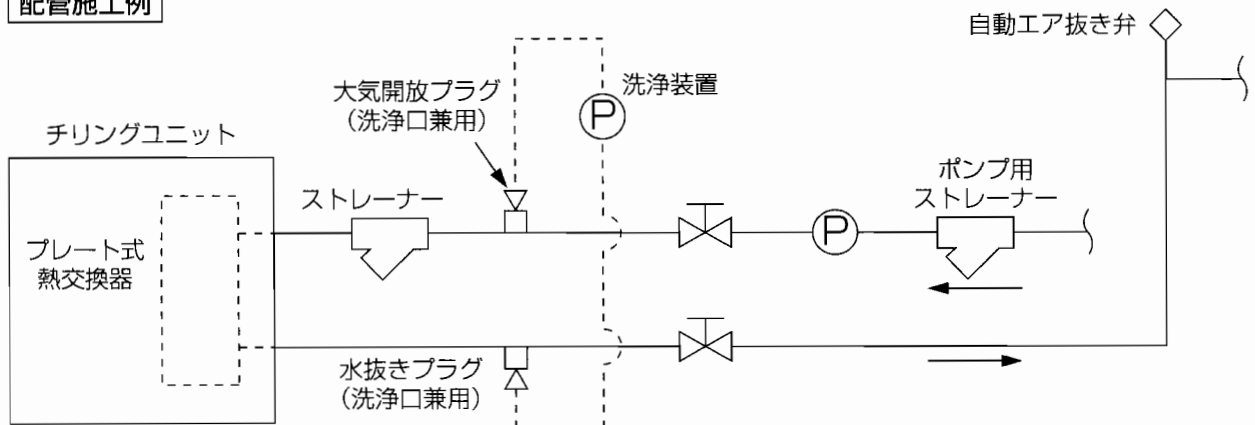 配管施工例
自動エア抜き弁
大気開放プラグ
(洗浄口兼用)
洗浄装置
P
チリングユニット
ストレーナー
ポンプ用
ストレーナー
P
プレート式
熱交換器
水抜きプラグ
(洗浄口兼用)